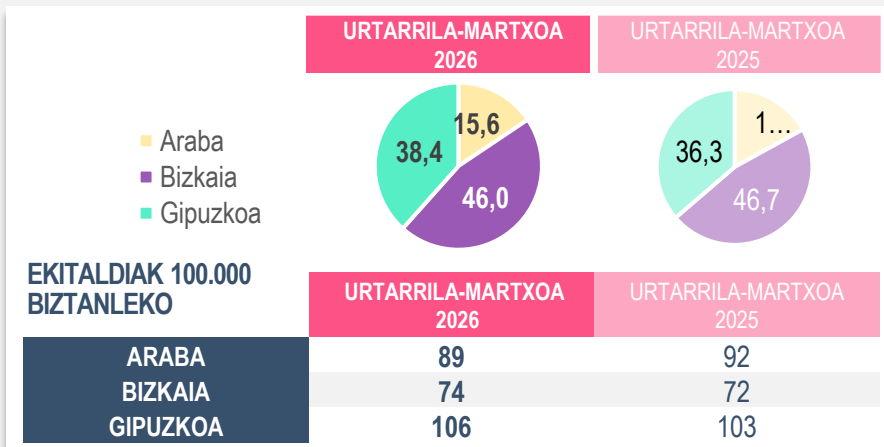 URTARRILA-MARTXOA
2026
URTARRILA-MARTXOA
2025
Araba
Bizkaia
Gipuzkoa
15,6
38,4
46,0
1...
36,3
46,7
EKITALDIAK 100.000
BIZTANLEKO
URTARRILA-MARTXOA
2026
URTARRILA-MARTXOA
2025
ARABA 89 92
BIZKAIA 74 72
GIPUZKOA 106 103